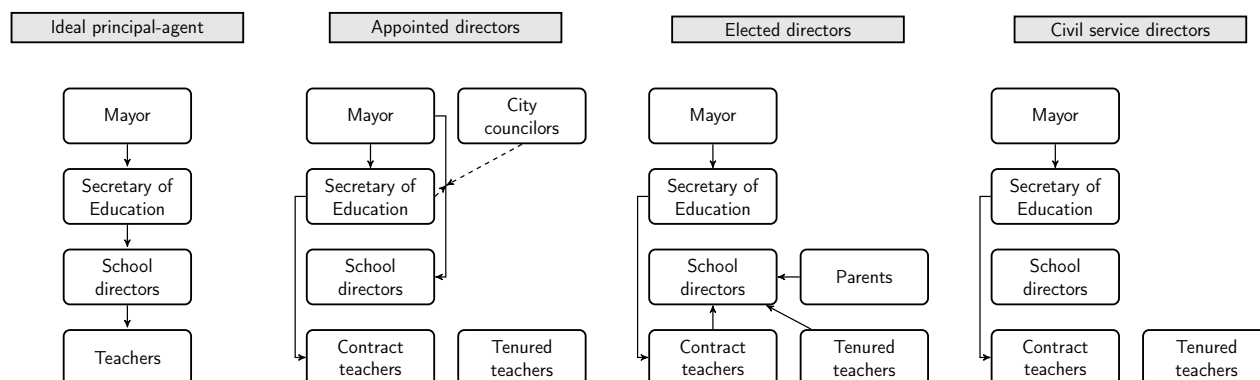 Ideal principal-agent
Mayor
Secretary of
Education
School
directors
Teachers
Appointed directors
Mayor
City
councilors
Secretary of
Education
School
directors
Contract
teachers
Tenured
teachers
Elected directors
Mayor
Secretary of
Education
School
directors
Parents
Contract
teachers
Tenured
teachers
Civil service directors
Mayor
Secretary of
Education
School
directors
Contract
teachers
Tenured
teachers